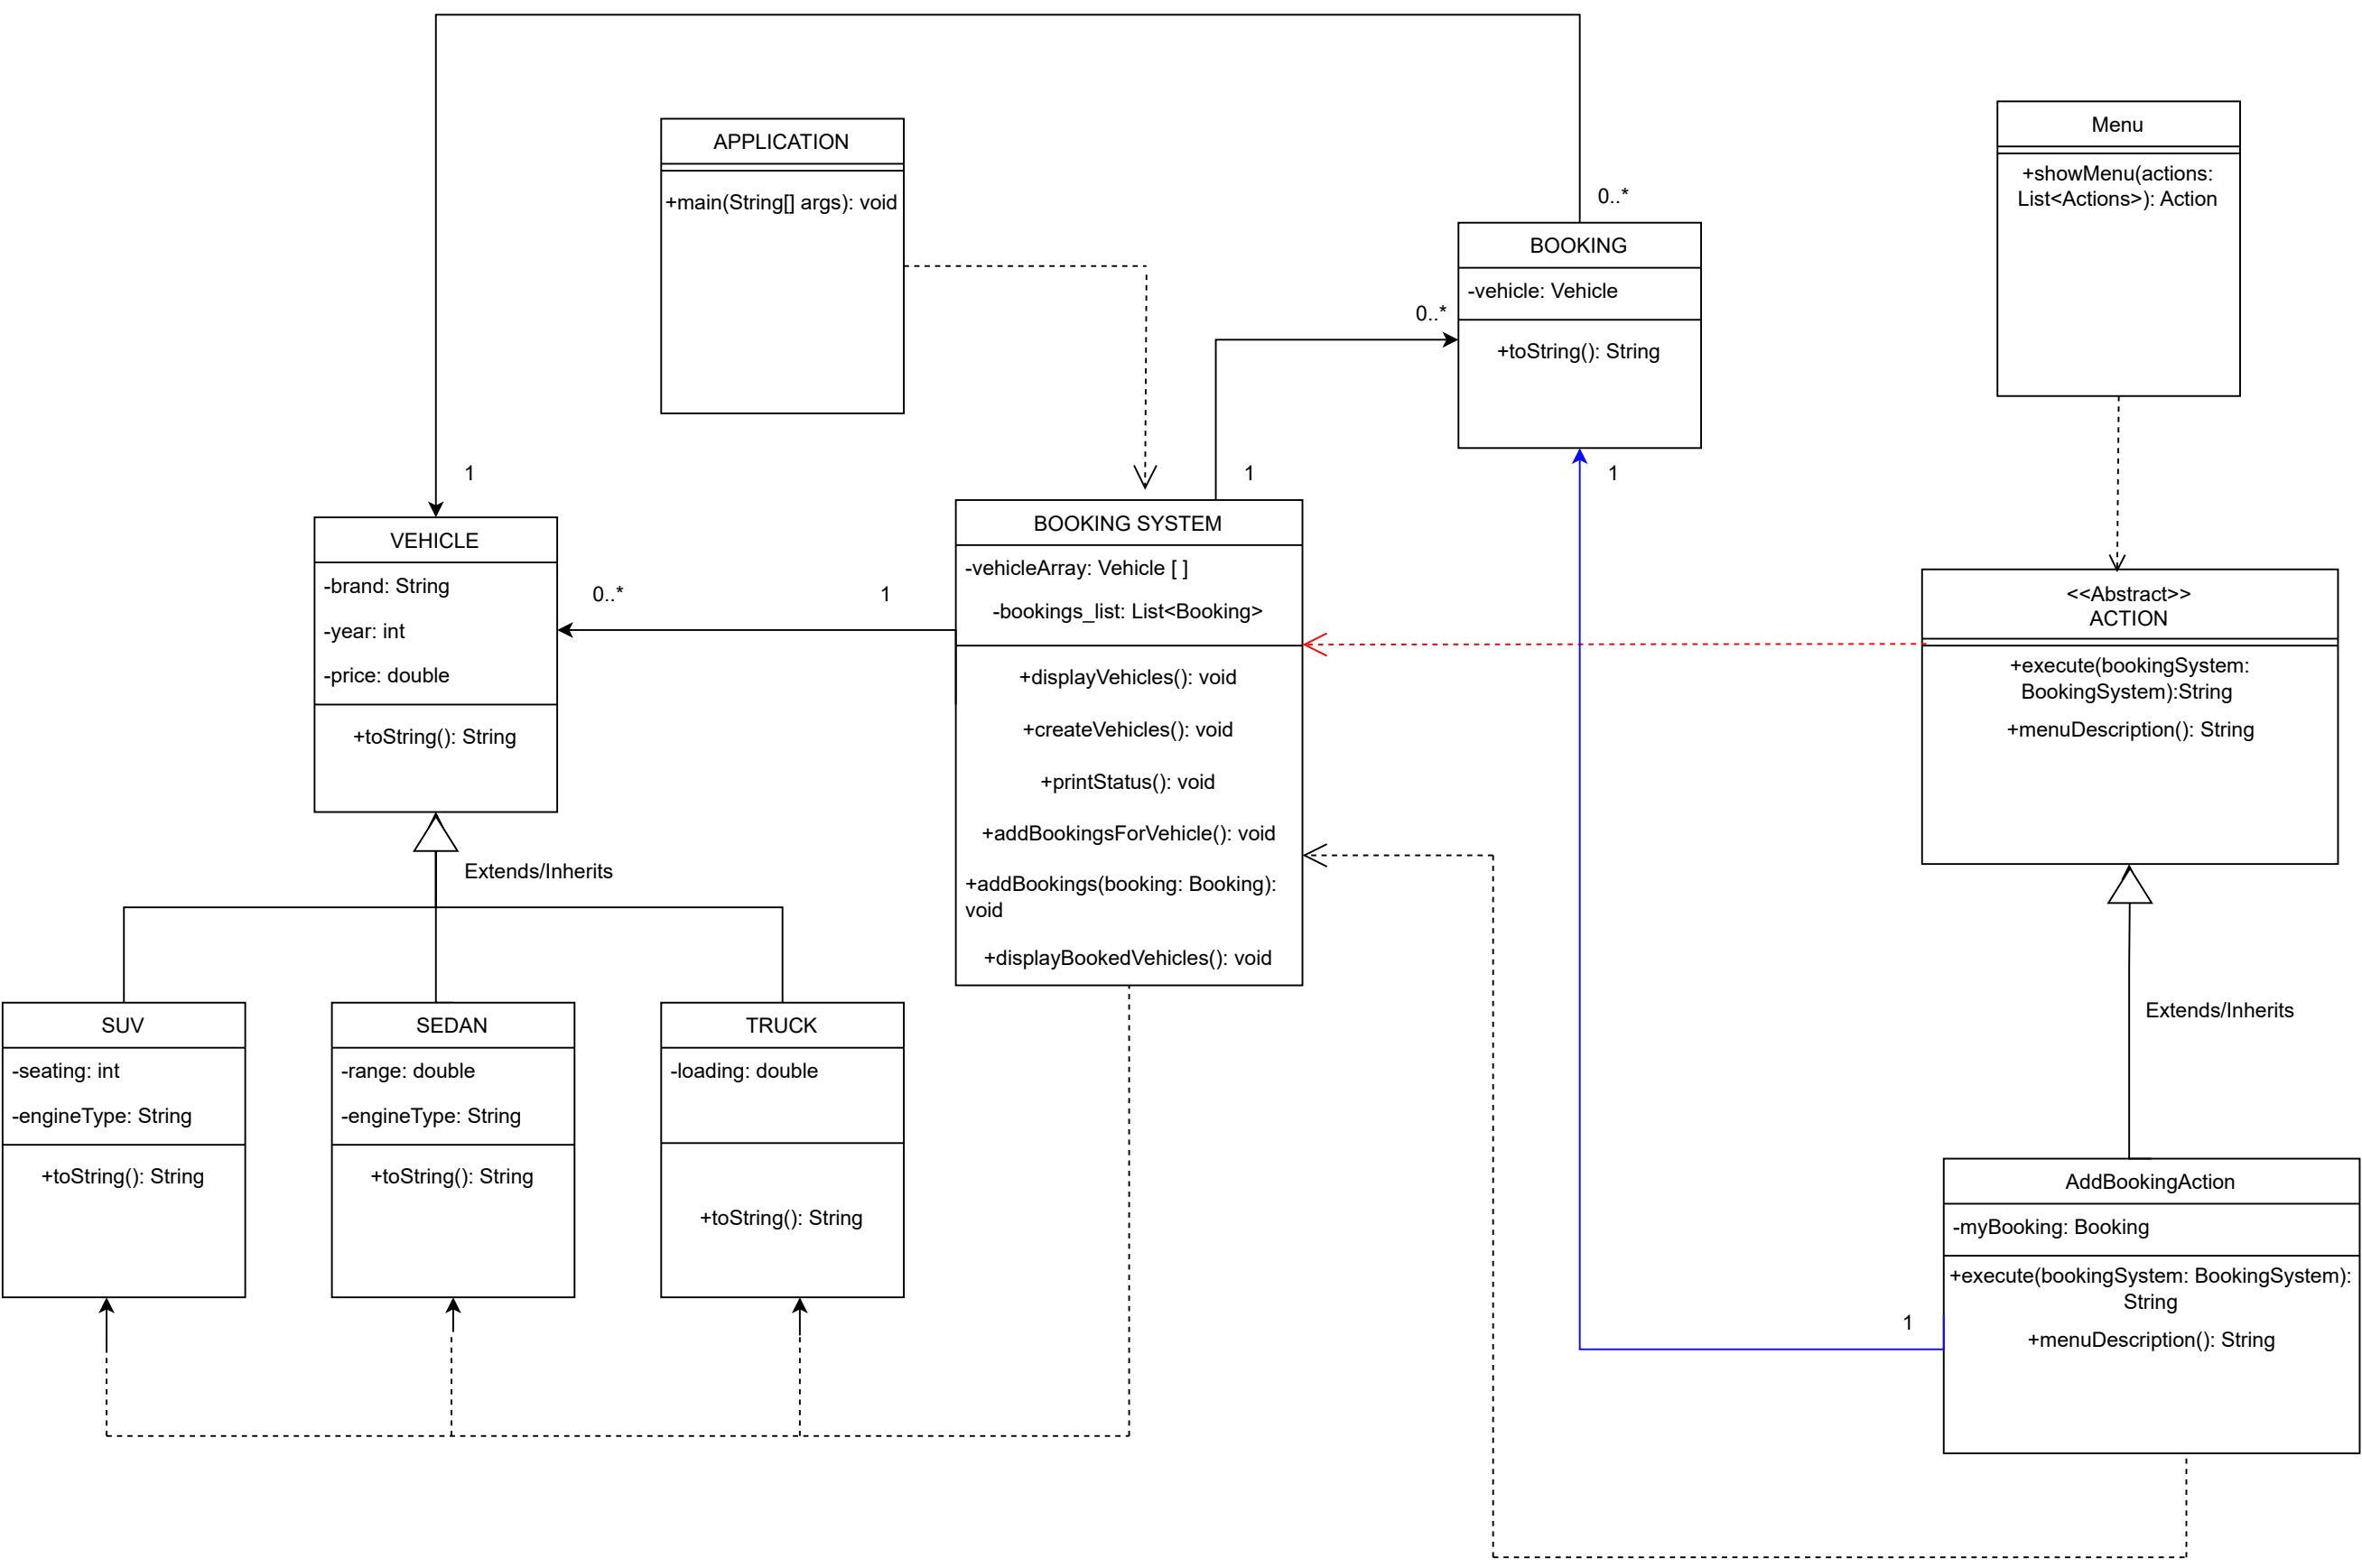 APPLICATION
+main(String[] args): void
Menu
+showMenu(actions:
List<Actions>): Action
0..*
BOOKING
-vehicle: Vehicle
+toString(): String
0..*
1
1
1
VEHICLE
-brand: String
-year: int
-price: double
+toString(): String
0..*
1
BOOKING SYSTEM
-vehicleArray: Vehicle [ ]
-bookings_list: List<Booking>
+displayVehicles(): void
+createVehicles(): void
+printStatus(): void
+addBookingsForVehicle(): void
+addBookings(booking: Booking):
void
+displayBookedVehicles(): void
<<Abstract>>
ACTION
+execute(bookingSystem:
BookingSystem):String
+menuDescription(): String
Extends/Inherits
Extends/Inherits
SUV
-seating: int
-engineType: String
+toString(): String
SEDAN
-range: double
-engineType: String
+toString(): String
TRUCK
-loading: double
+toString(): String
AddBookingAction
-myBooking: Booking
+execute(bookingSystem: BookingSystem):
String
+menuDescription(): String
1